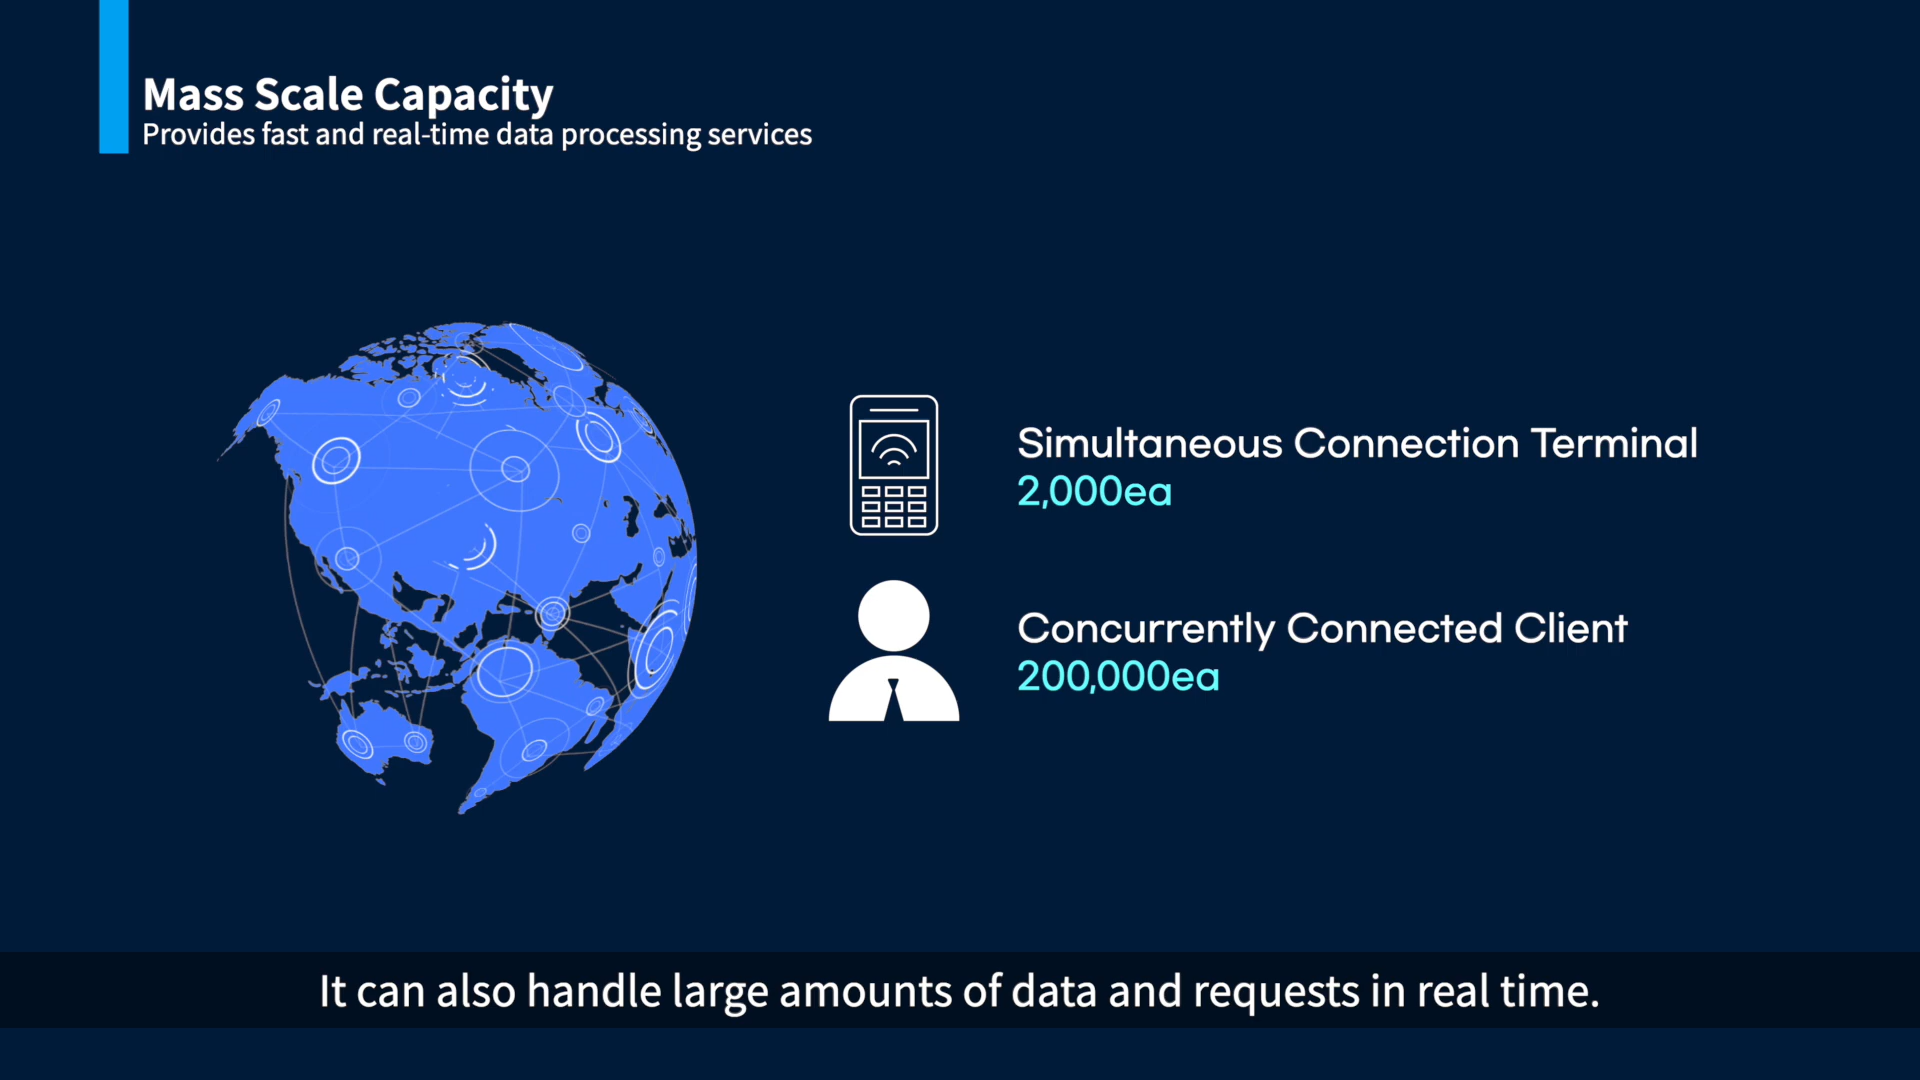 Mass Scale Capacity
Provides fast and real-time data processing services
Simultaneous Connection Terminal
2,000ea
Concurrently Connected Client
200,000ea
It can also handle large amounts of data and requests in real time.